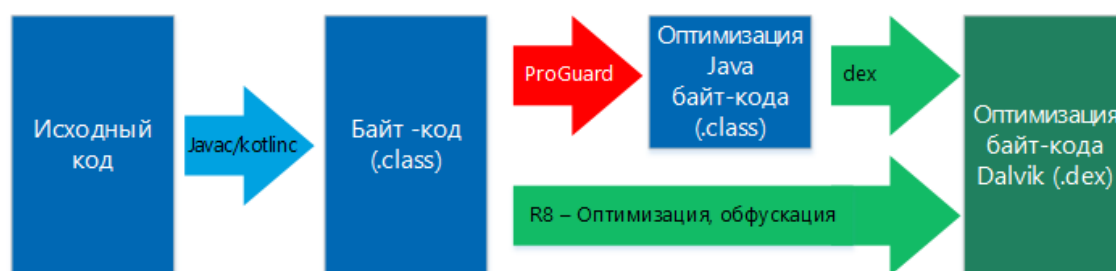 Исходный
код
Javac/kotlinc
Байт -код
(.class)
ProGuard
Оптимизация
Java
байт-кода
(.class)
dex
R8 – Оптимизация, обфускация
Оптимизация
байт-кода
Dalvik (.dex)